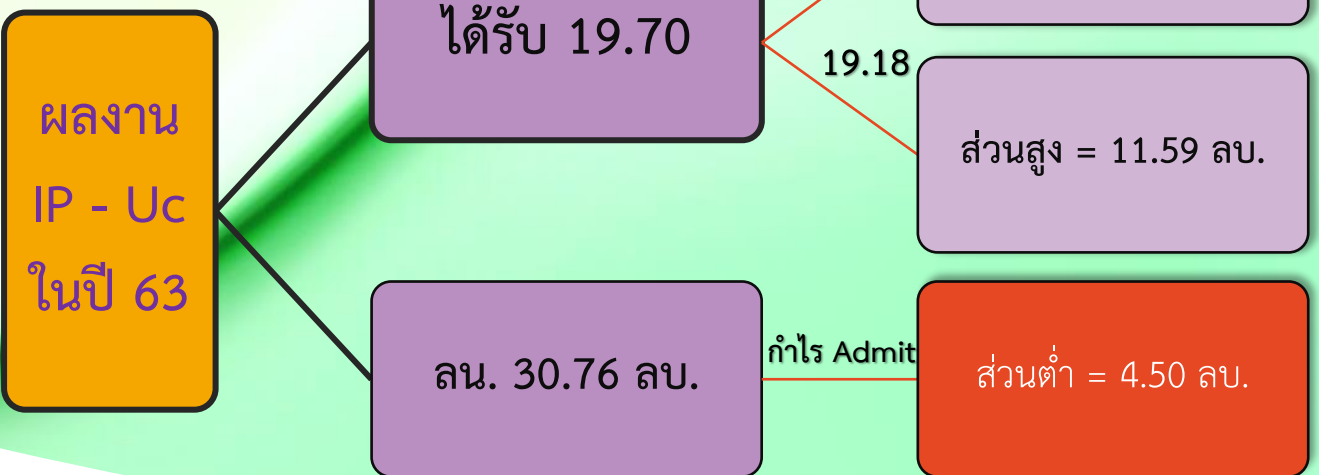 ผลงาน
IP - Uc
ในปี 63
ได้รับ 19.70
19.18
ส่วนสูง = 11.59 ลบ.
ลน. 30.76 ลบ.
กำไร Admit
ส่วนต่ำ = 4.50 ลบ.